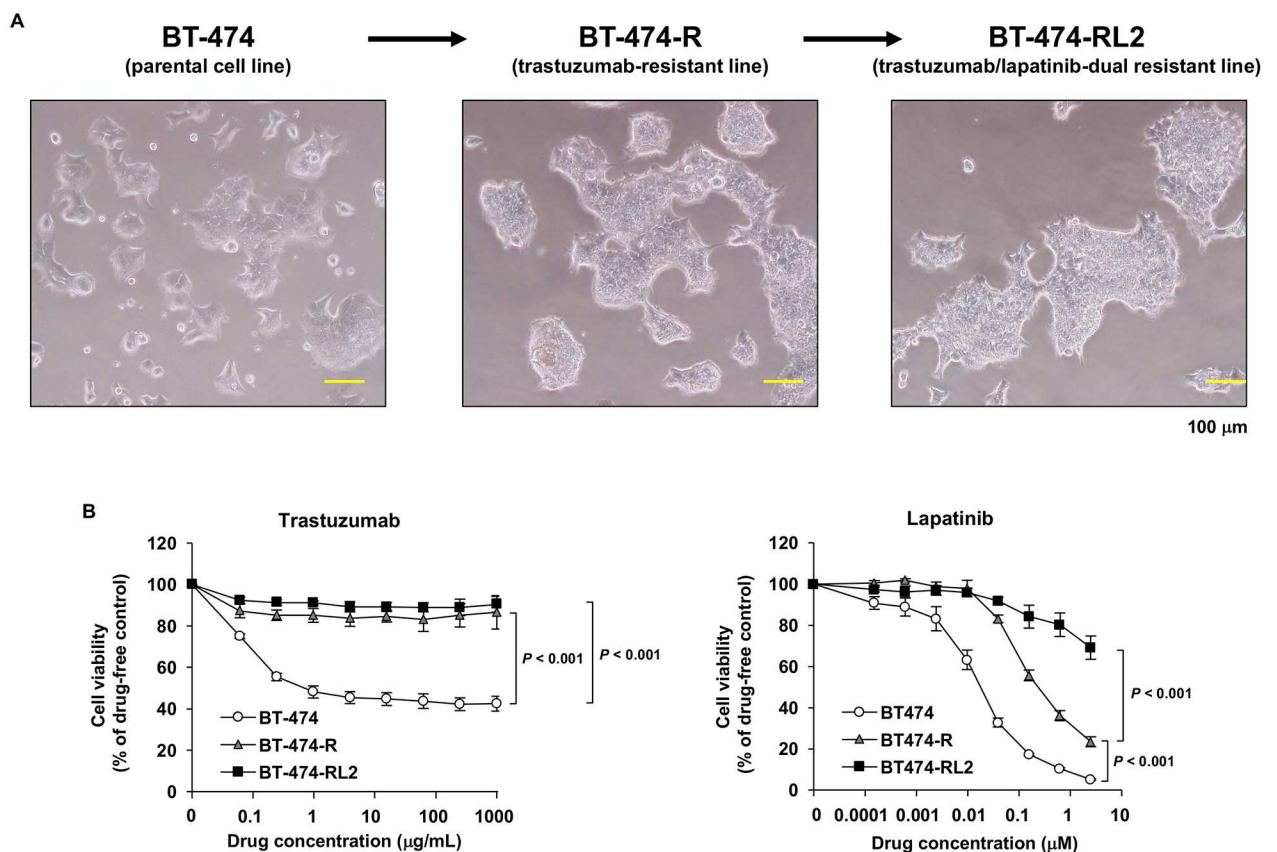 A
BT-474
(parental cell line)
BT-474-R
(trastuzumab-resistant line)
BT-474-RL2
(trastuzumab/lapatinib-dual resistant line)
100 μm
B
Trastuzumab
Cell viability
(% of drug-free control)
120
100
80
60
40
20
0
BT-474
BT-474-R
BT-474-RL2
P < 0.001
P < 0.001
0 0.1 1 10 100 1000
Drug concentration (μg/mL)
Lapatinib
Cell viability
(% of drug-free control)
120
100
80
60
40
20
0
BT474
BT474-R
BT474-RL2
P < 0.001
P < 0.001
0 0.0001 0.001 0.01 0.1 1 10
Drug concentration (μM)